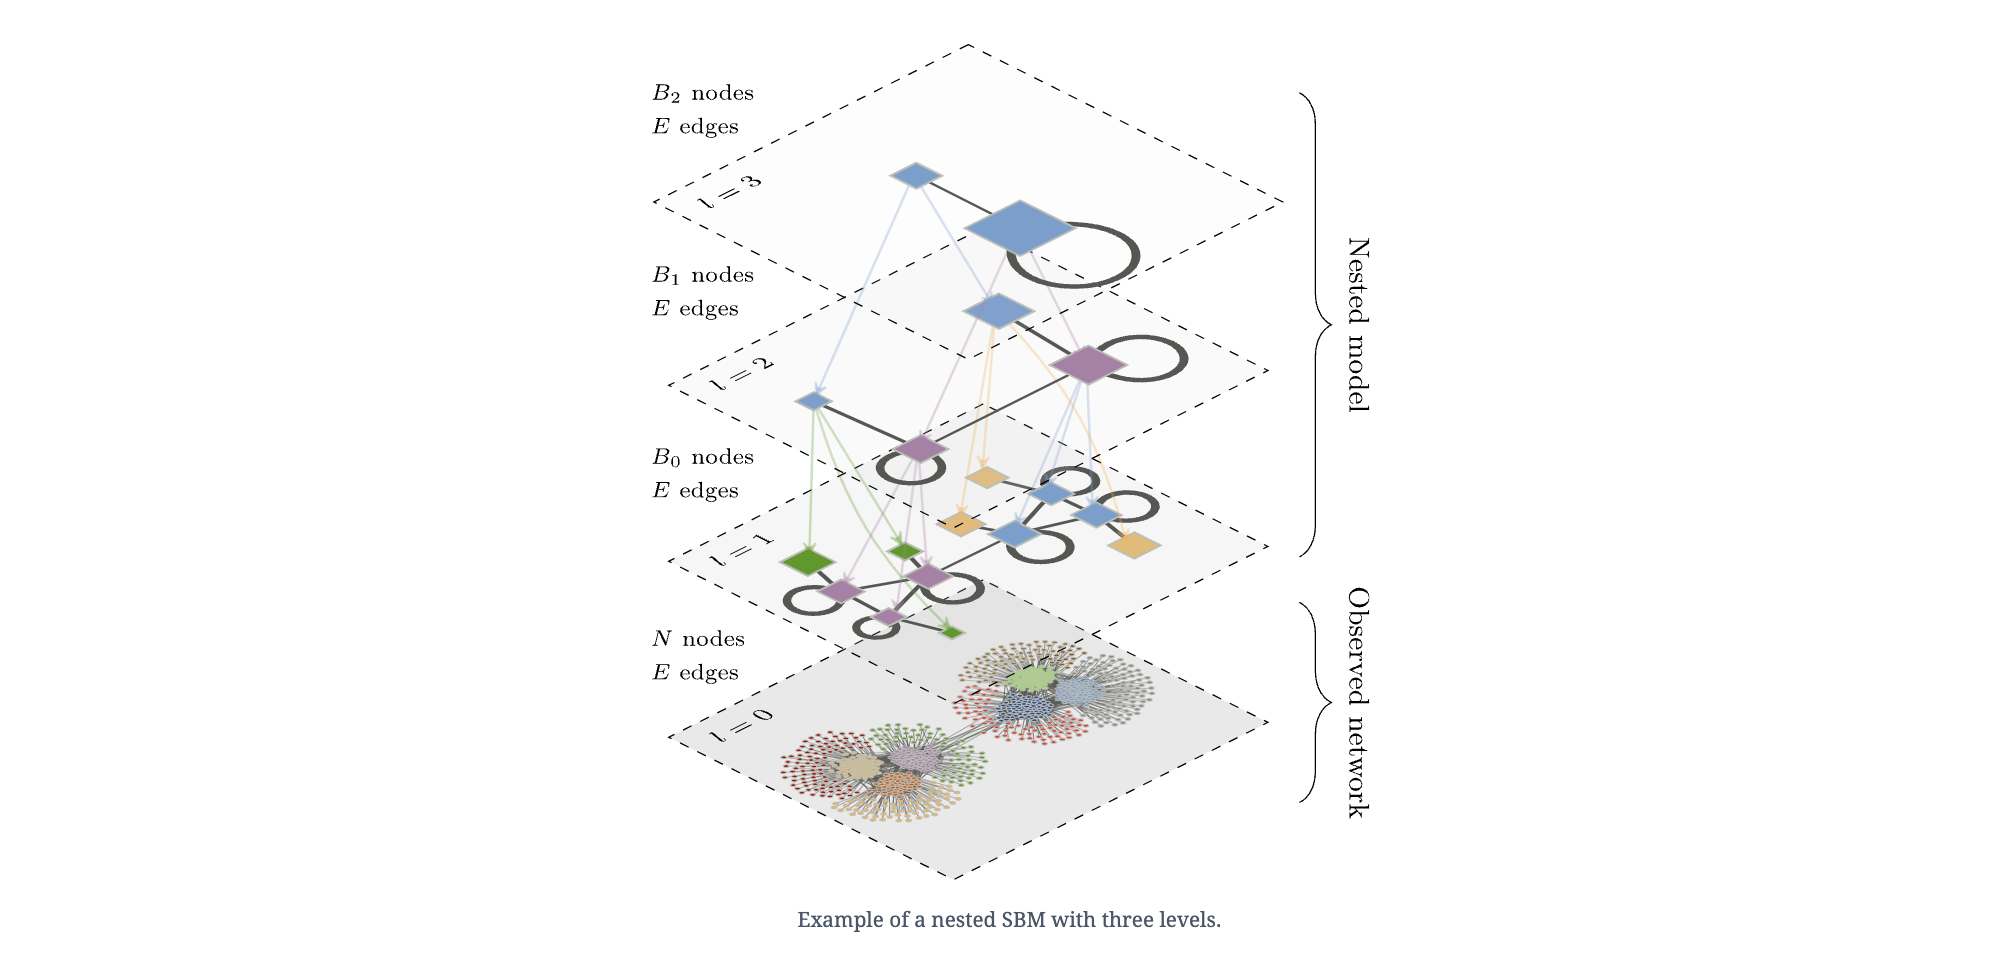 B₂ nodes
E edges
l = 3
B₁ nodes
E edges
l = 2
B₀ nodes
E edges
l = 1
N nodes
E edges
l = 0
Nested model
Observed network
Example of a nested SBM with three levels.